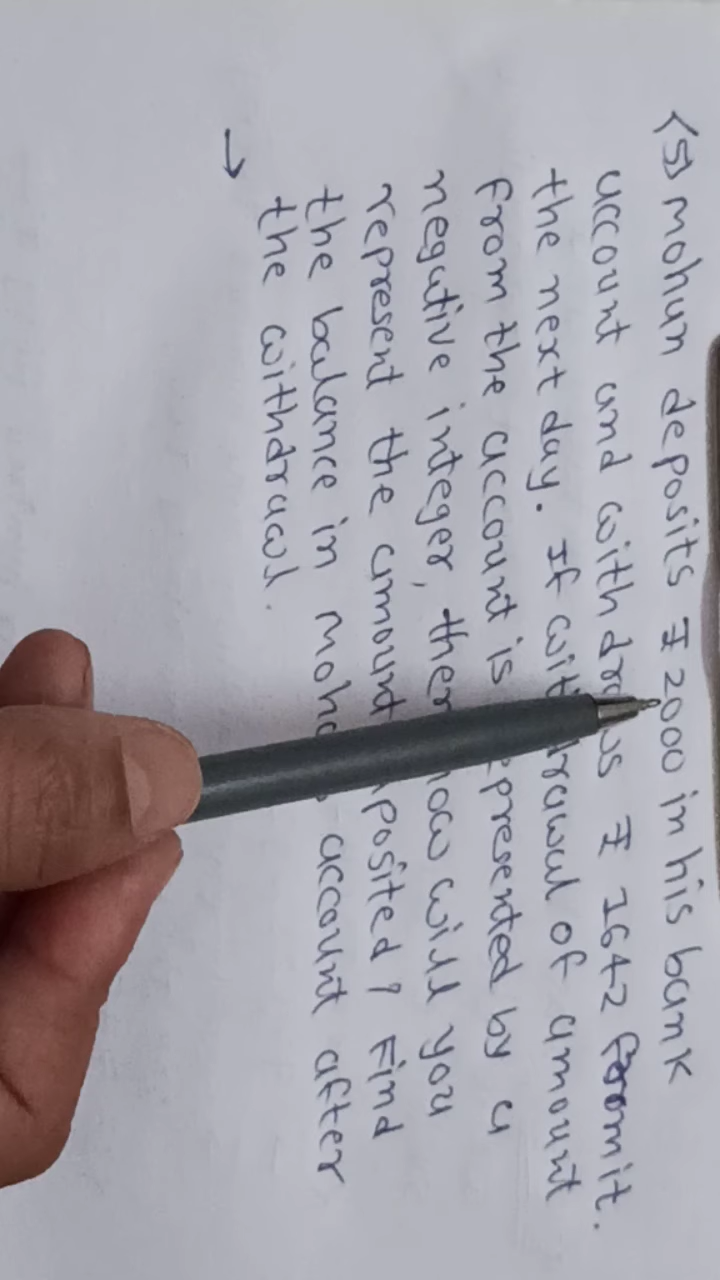 (5) mohun deposits ₹ 2000 in his bank
account and withdraws ₹ 1642 from it.
the next day. If withdrawal of amount
from the account is represented by a
negative integer, then how will you
represent the amount deposited? Find
the balance in mohan's account after
→ the withdrawl.